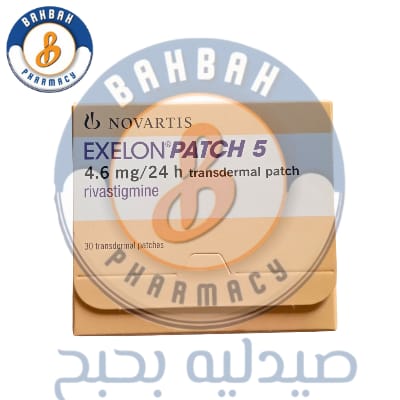 BAHBAH
PHARMACY
BAHBAH
NOVARTIS
EXELON® PATCH 5
4.6 mg/24 h transdermal patch
rivastigmine
30 transdermal patches
PHARMACY
صيدليه بحبح